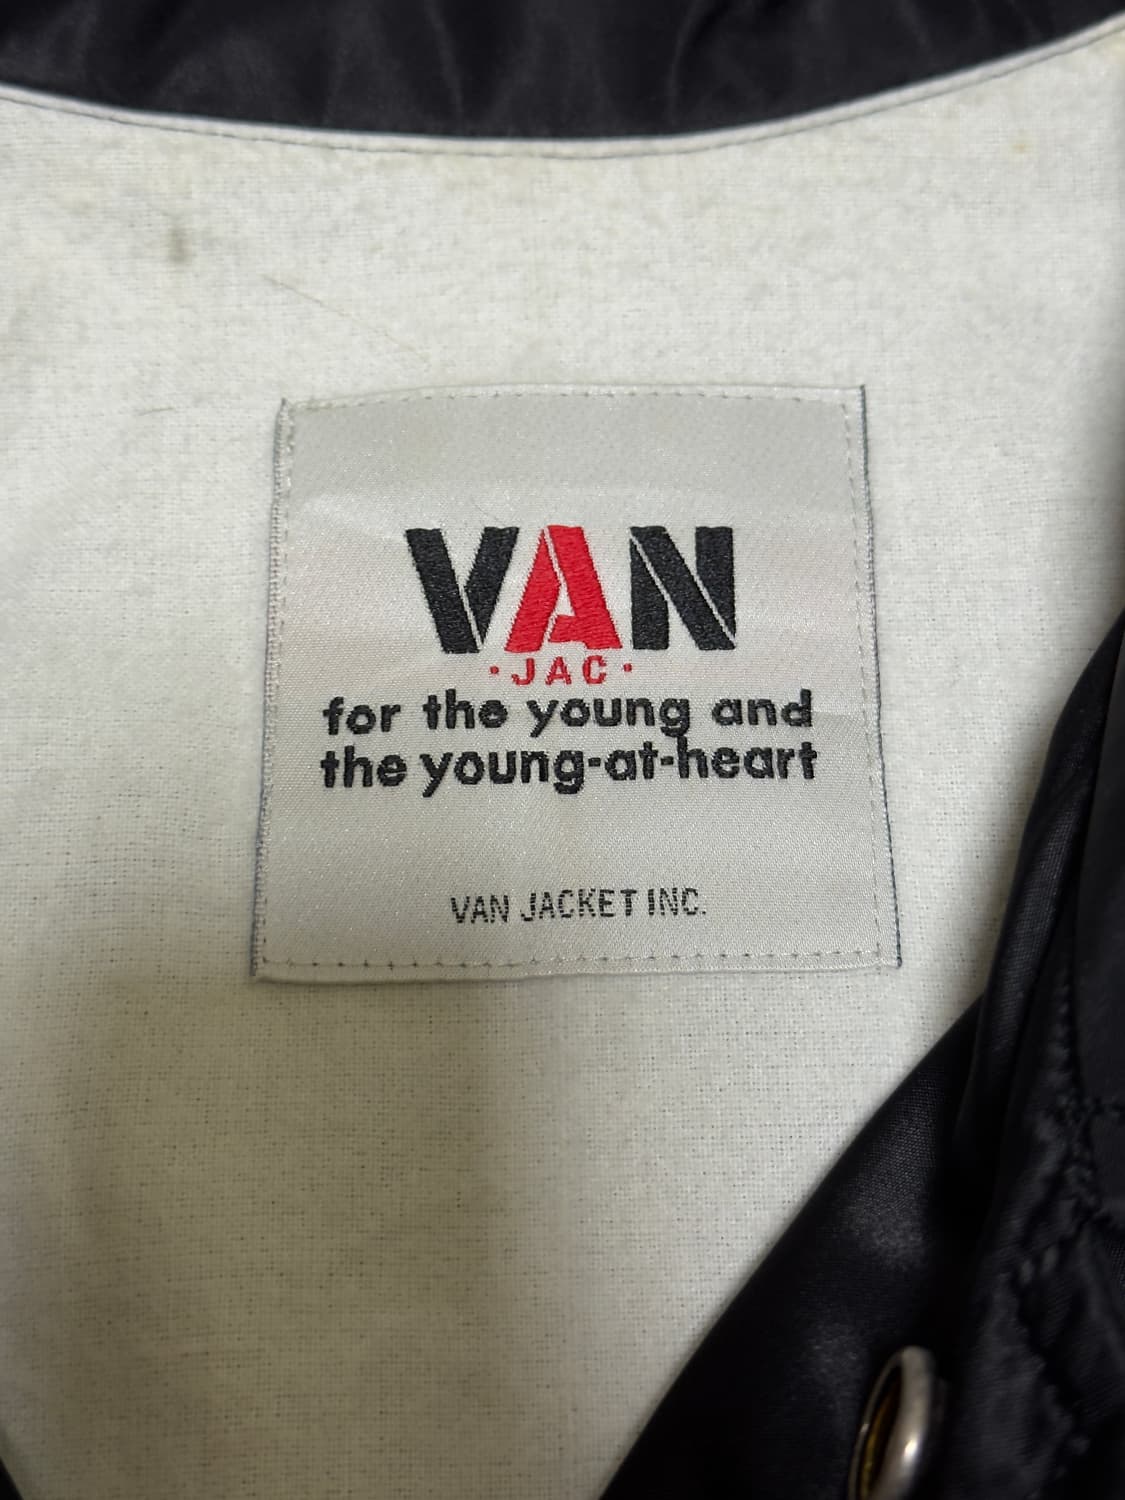 VAN
·JAC·
for the young and
the young-at-heart
VAN JACKET INC.